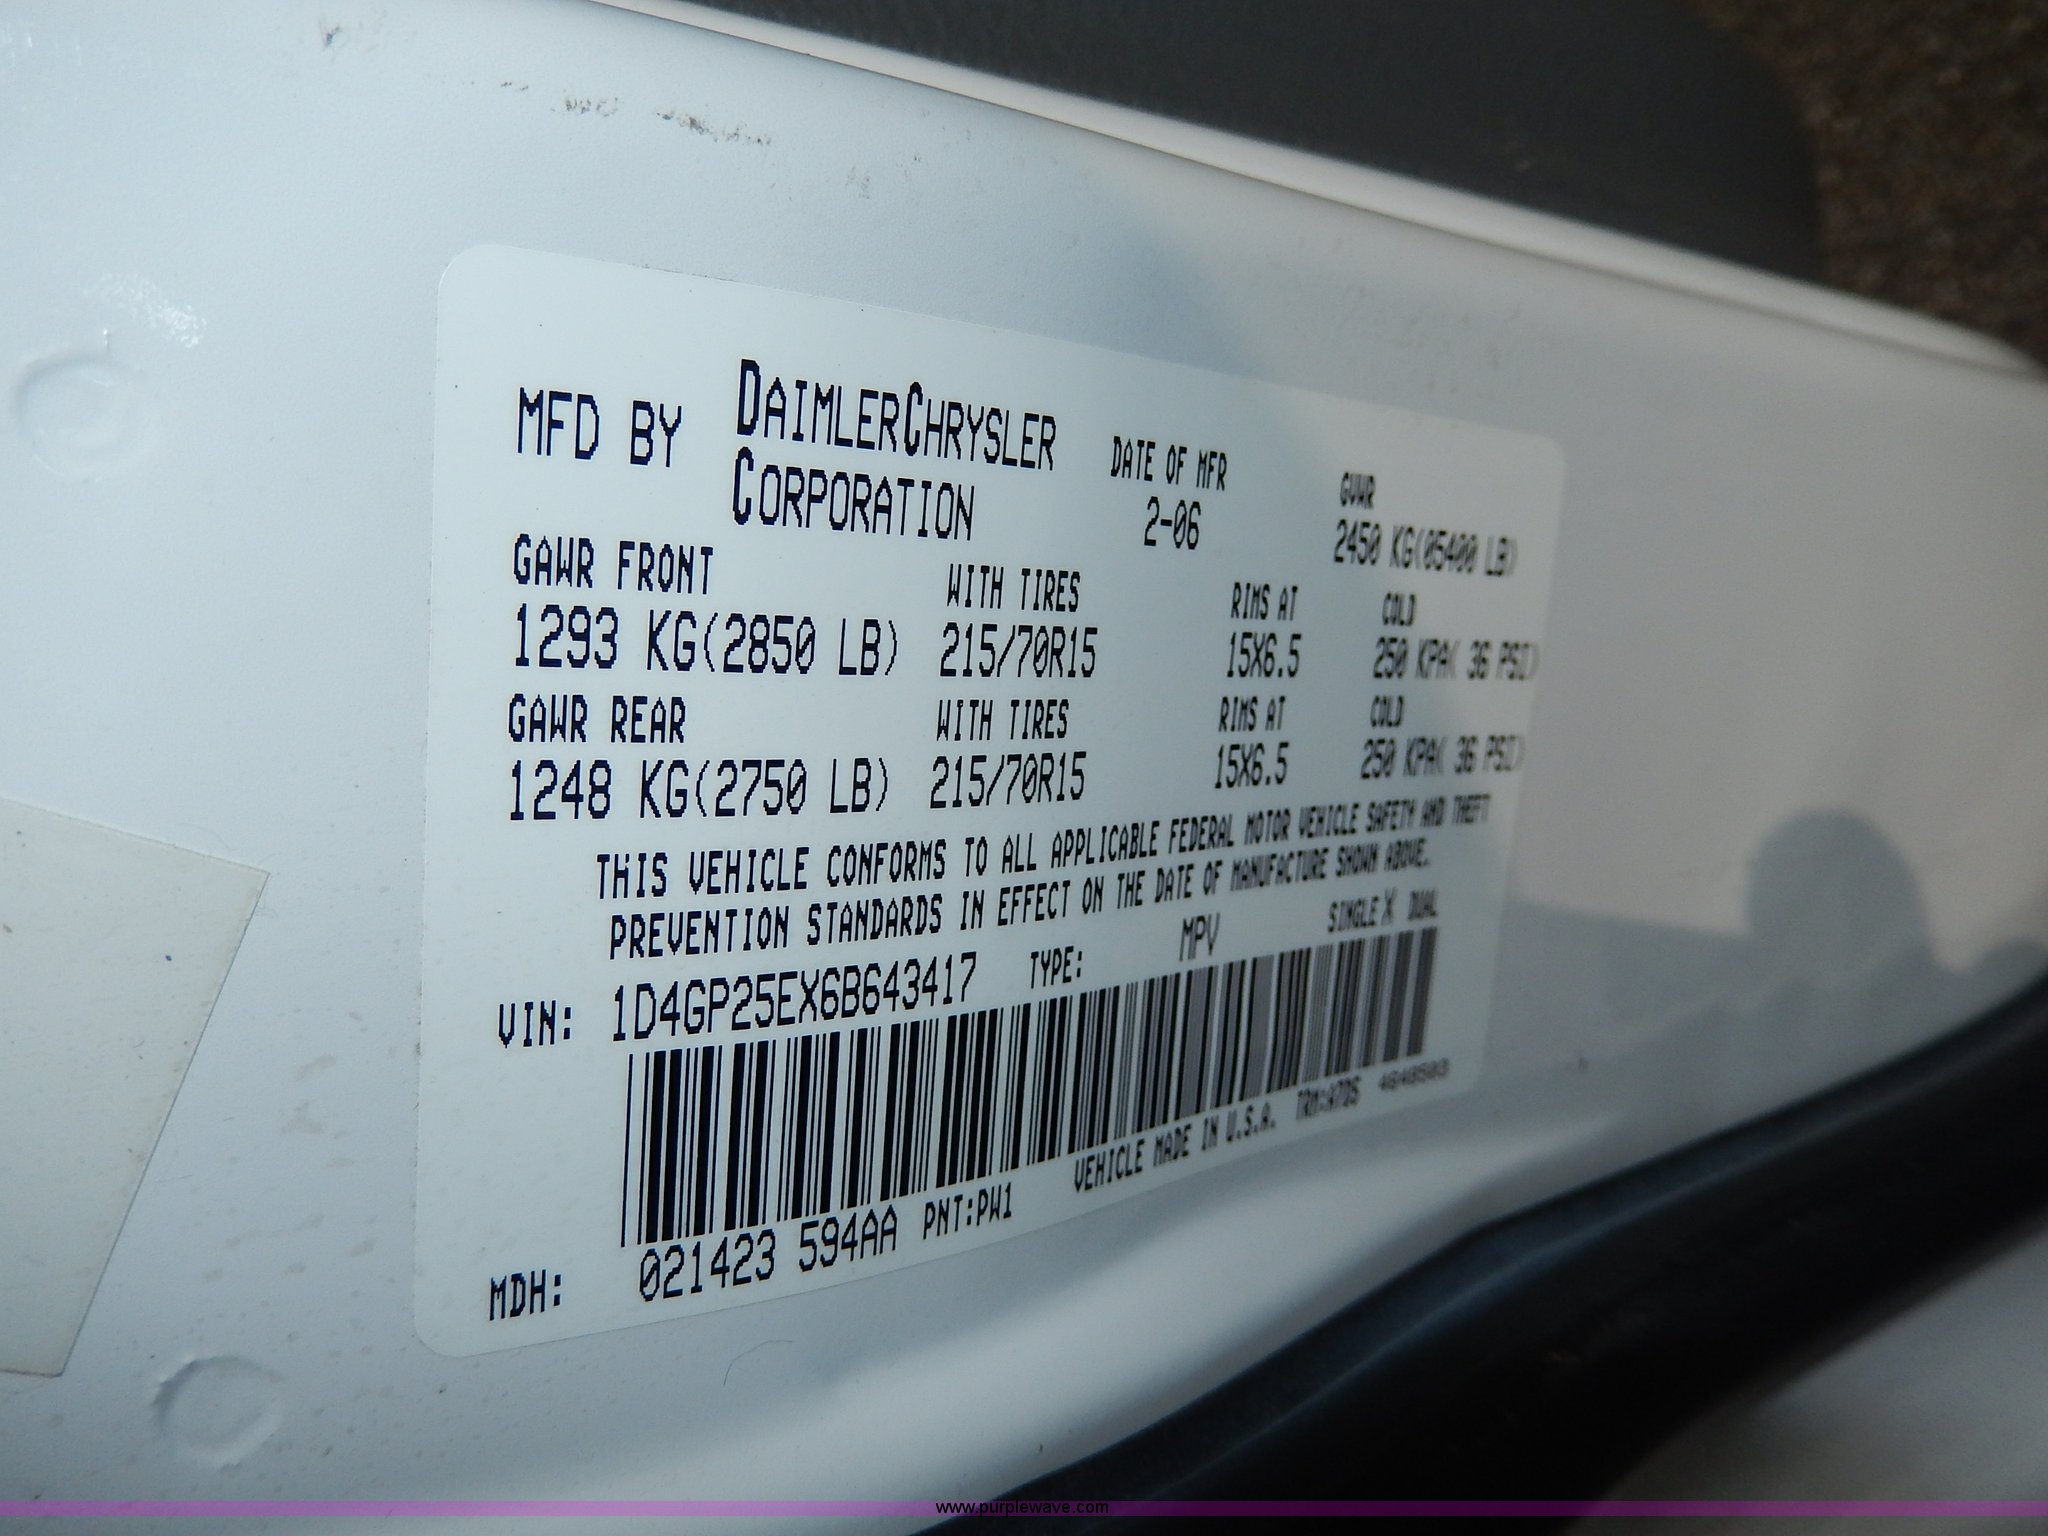 MFD BY DAIMLERCHRYSLER CORPORATION DATE OF MFR 2-06 GVWR 2450 KG(05400 LB)
GAWR FRONT WITH TIRES RIMS AT COLD
1293 KG(2850 LB) 215/70R15 15X6.5 250 KPA( 36 PSI)
GAWR REAR WITH TIRES RIMS AT COLD
1248 KG(2750 LB) 215/70R15 15X6.5 250 KPA( 36 PSI)
THIS VEHICLE CONFORMS TO ALL APPLICABLE FEDERAL MOTOR VEHICLE SAFETY AND THEFT
PREVENTION STANDARDS IN EFFECT ON THE DATE OF MANUFACTURE SHOWN ABOVE.
VIN: 1D4GP25EX6B643417 TYPE: MPV SINGLE X DUAL
MDH: 021423 594AA PNT:PW1 VEHICLE MADE IN U.S.A. TRM:A7DS
www.purplewave.com